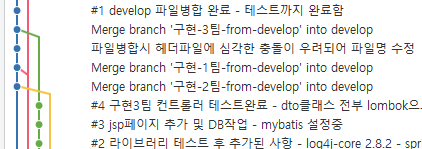 #1 develop 파일병합 완료 - 테스트까지 완료함
Merge branch '구현-3팀-from-develop' into develop
파일병합시 헤더파일에 심각한 충돌이 우려되어 파일명 수정
Merge branch '구현-1팀-from-develop' into develop
Merge branch '구현-2팀-from-develop' into develop
#4 구현3팀 컨트롤러 테스트완료 - dto클래스 전부 lombok으
#3 jsp페이지 추가 및 DB작업 - mybatis 설정중
#2 라이브러리 테스트 후 추가된 사항 - log4j-core 2.8.2 - spr